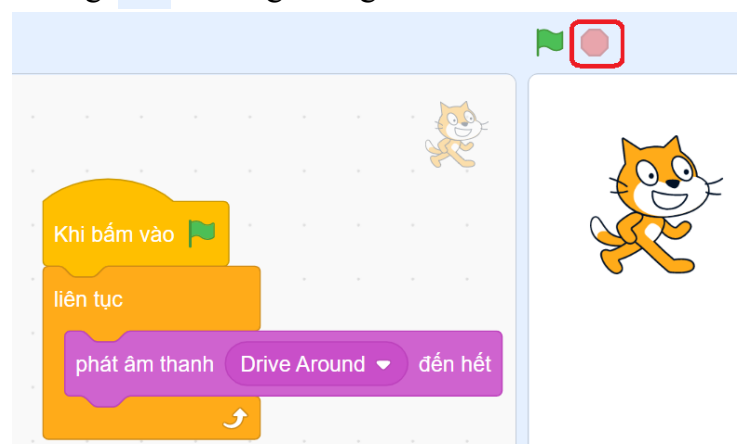 Khi bấm vào
liên tục
phát âm thanh Drive Around đến hết